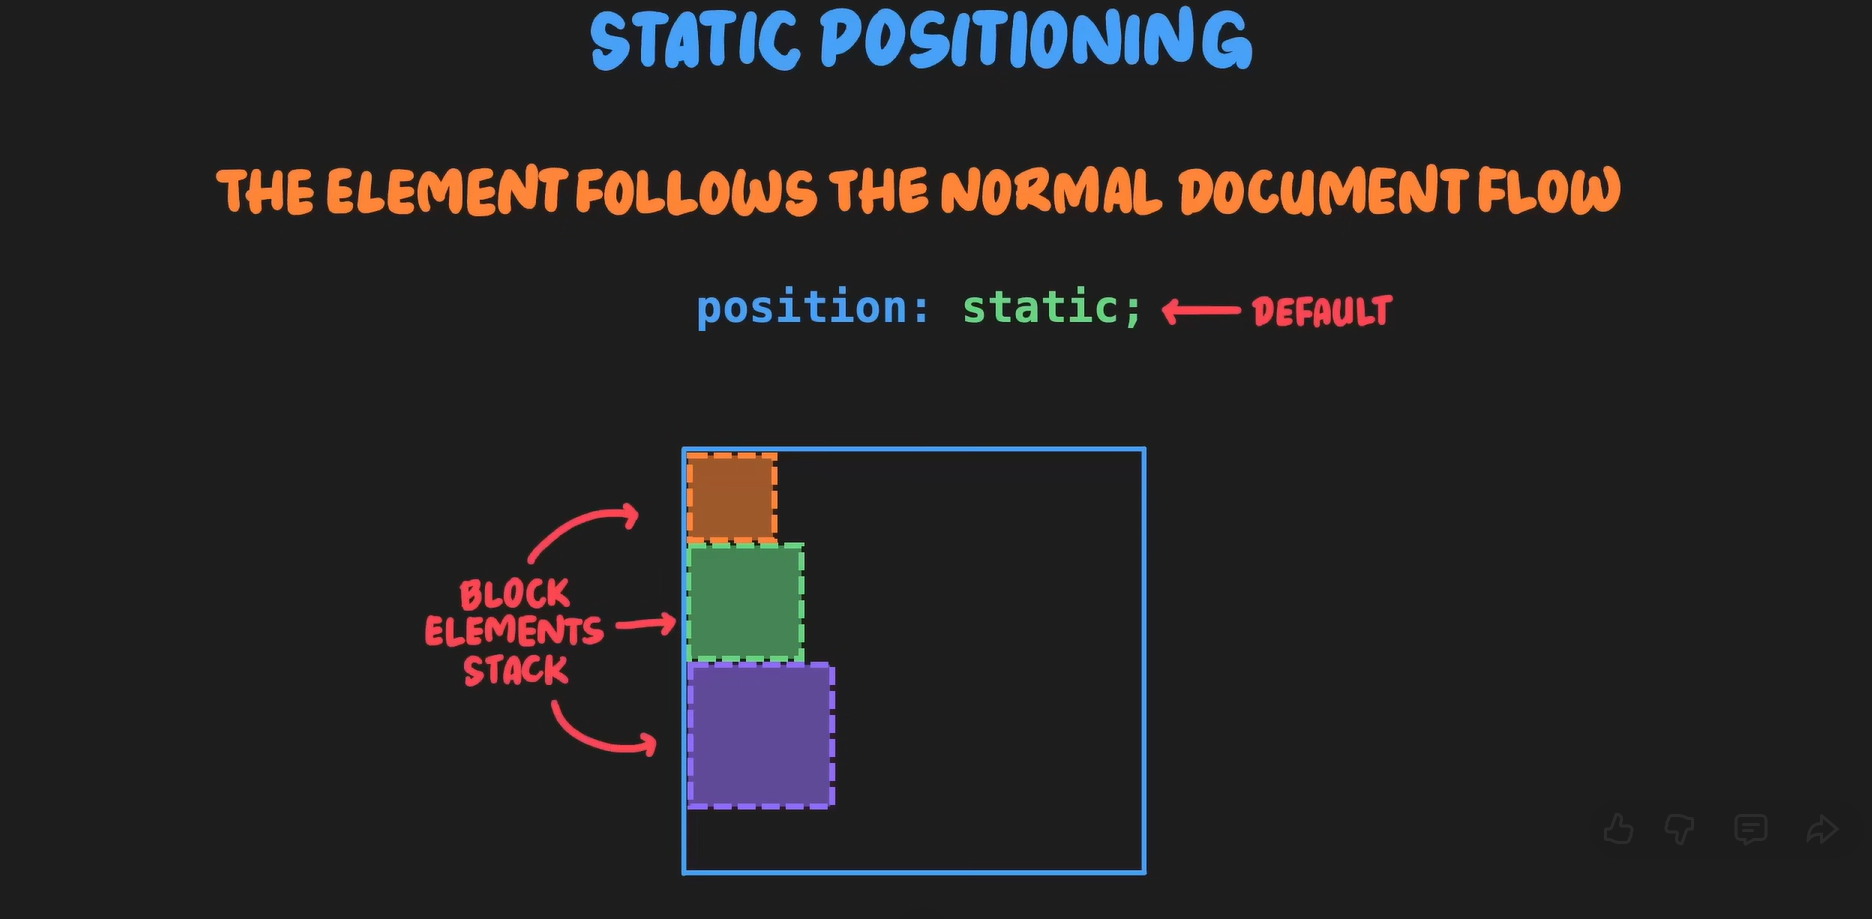 STATIC POSITIONING
THE ELEMENT FOLLOWS THE NORMAL DOCUMENT FLOW
position: static; DEFAULT
BLOCK
ELEMENTS
STACK